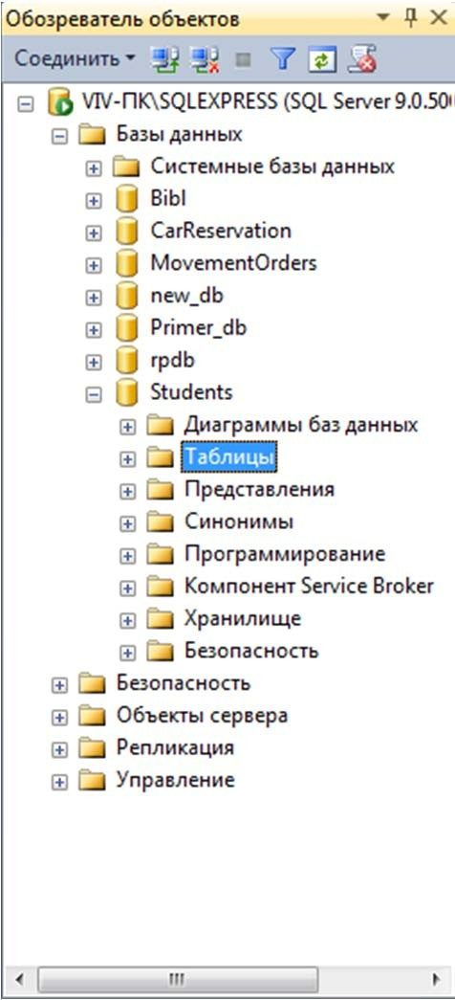 Обозреватель объектов
Соединить
VIV-ПК\SQLEXPRESS (SQL Server 9.0.50
Базы данных
Системные базы данных
Bibl
CarReservation
MovementOrders
new_db
Primer_db
rpdb
Students
Диаграммы баз данных
Таблицы
Представления
Синонимы
Программирование
Компонент Service Broker
Хранилище
Безопасность
Безопасность
Объекты сервера
Репликация
Управление